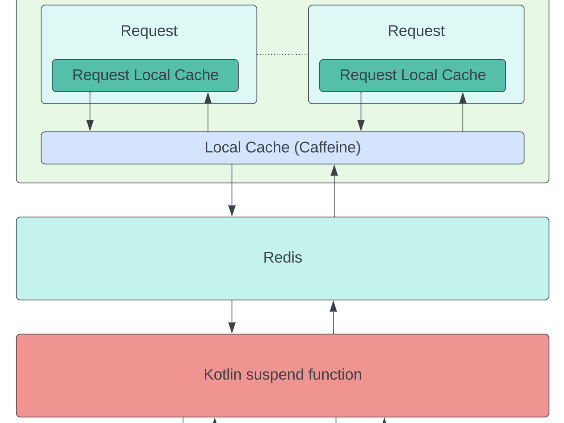 Request
Request
Request Local Cache
Request Local Cache
Local Cache (Caffeine)
Redis
Kotlin suspend function